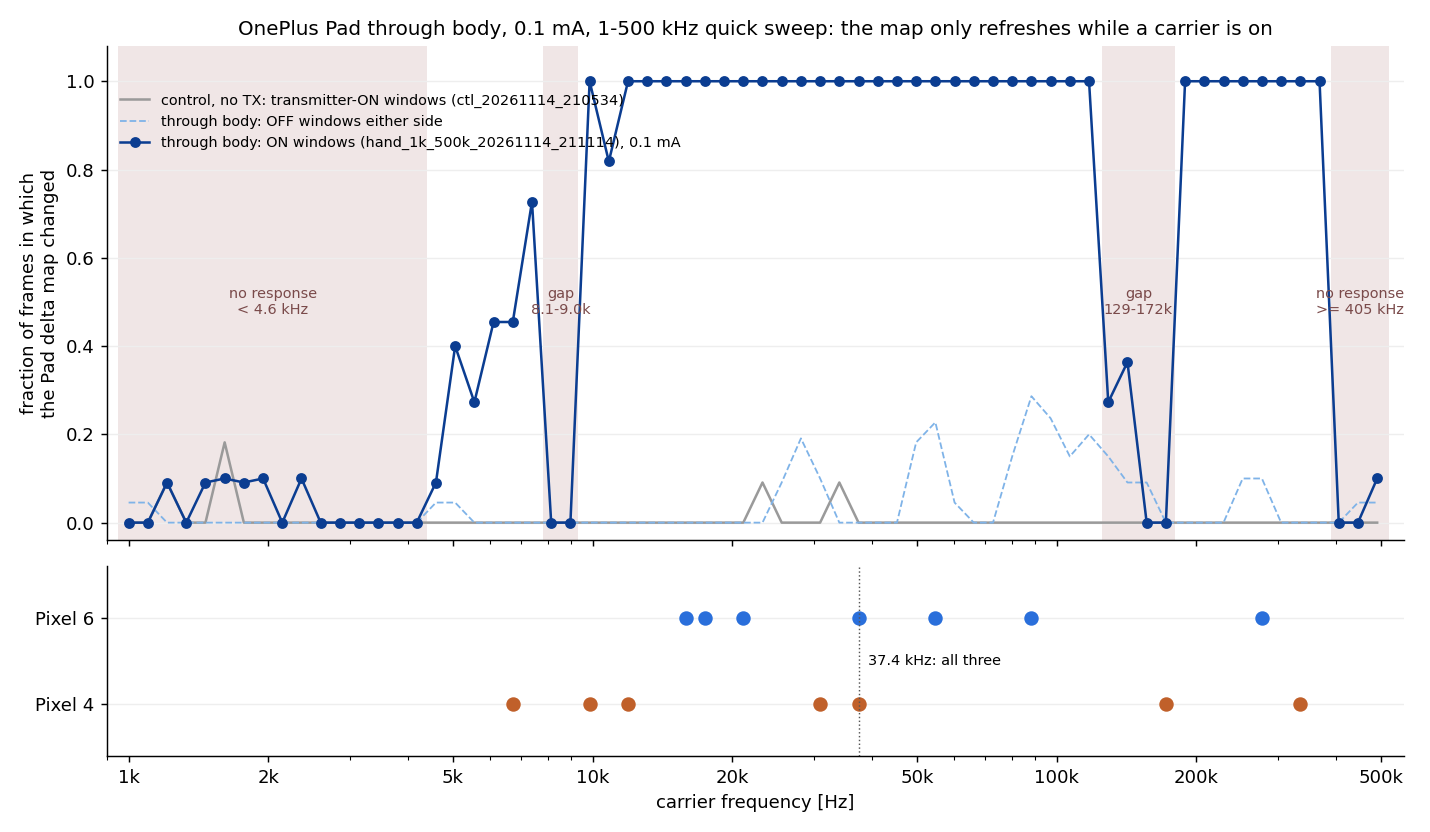 OnePlus Pad through body, 0.1 mA, 1-500 kHz quick sweep: the map only refreshes while a carrier is on
fraction of frames in which
the Pad delta map changed
1.0
0.8
0.6
0.4
0.2
0.0
control, no TX: transmitter-ON windows (ctl_20261114_210534)
through body: OFF windows either side
through body: ON windows (hand_1k_500k_20261114_211114), 0.1 mA
no response
< 4.6 kHz
gap
8.1-9.0k
gap
129-172k
no response
>= 405 kHz
Pixel 6
37.4 kHz: all three
Pixel 4
1k
2k
5k
10k
20k
50k
100k
200k
500k
carrier frequency [Hz]